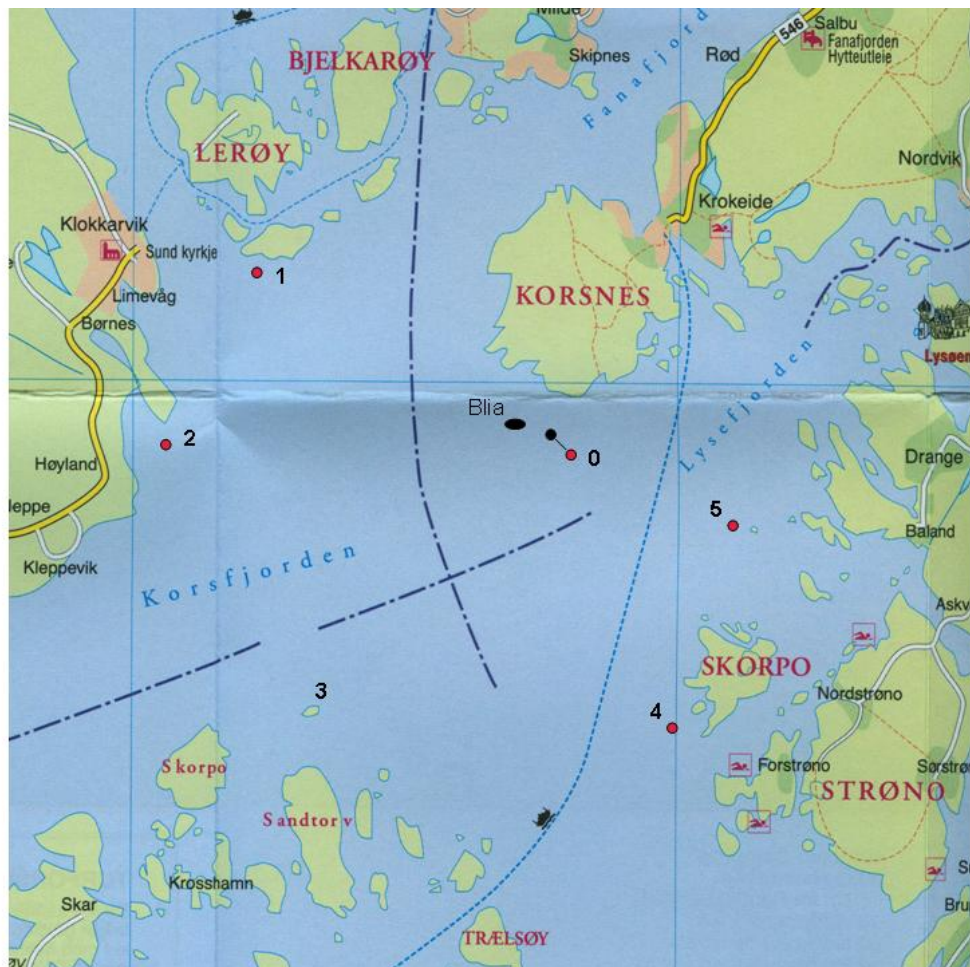 546
Salbu
Fanafjorden
Hytteutleie
Skipnes
Rød
Fanafjord
BJELKARØY
LERØY
Nordvik
Krokeide
Klokkarvik
Sund kyrkje
1
Limevåg
Børnes
KORSNES
Lysøen
Lysefjorden
Blia
2
0
Høyland
Drange
5
Baland
Kleppevik
Korsfjorden
SKORPO
3
4
Nordstrøno
Skorpo
Forstrøno
STRØNO
Sandtorv
Krosshamn
Skar
TRÆLSØY